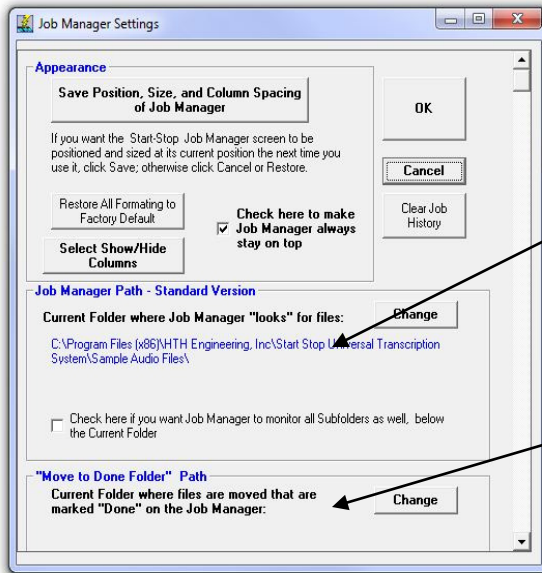 Job Manager Settings
Appearance
Save Position, Size, and Column Spacing
of Job Manager
OK
If you want the Start-Stop Job Manager screen to be
positioned and sized at its current position the next time you
use it, click Save; otherwise click Cancel or Restore.
Cancel
Restore All Formating to
Factory Default
Check here to make
Job Manager always
stay on top
Clear Job
History
Select Show/Hide
Columns
Job Manager Path - Standard Version
Current Folder where Job Manager "looks" for files:
Change
C:\Program Files (x86)\HTH Engineering, Inc\Start Stop Universal Transcription
System\Sample Audio Files\
Check here if you want Job Manager to monitor all Subfolders as well, below
the Current Folder
"Move to Done Folder" Path
Current Folder where files are moved that are
marked "Done" on the Job Manager:
Change